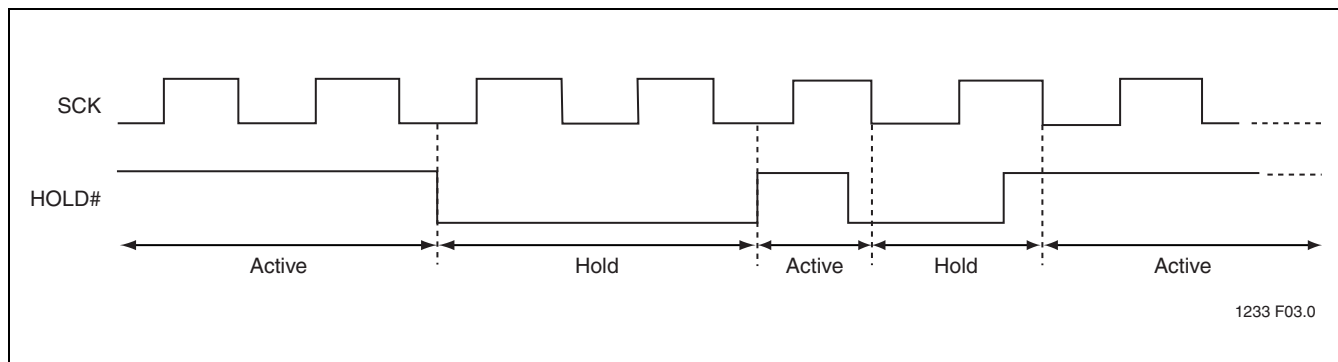 SCK
HOLD#
Active
Hold
Active
Hold
Active
1233 F03.0